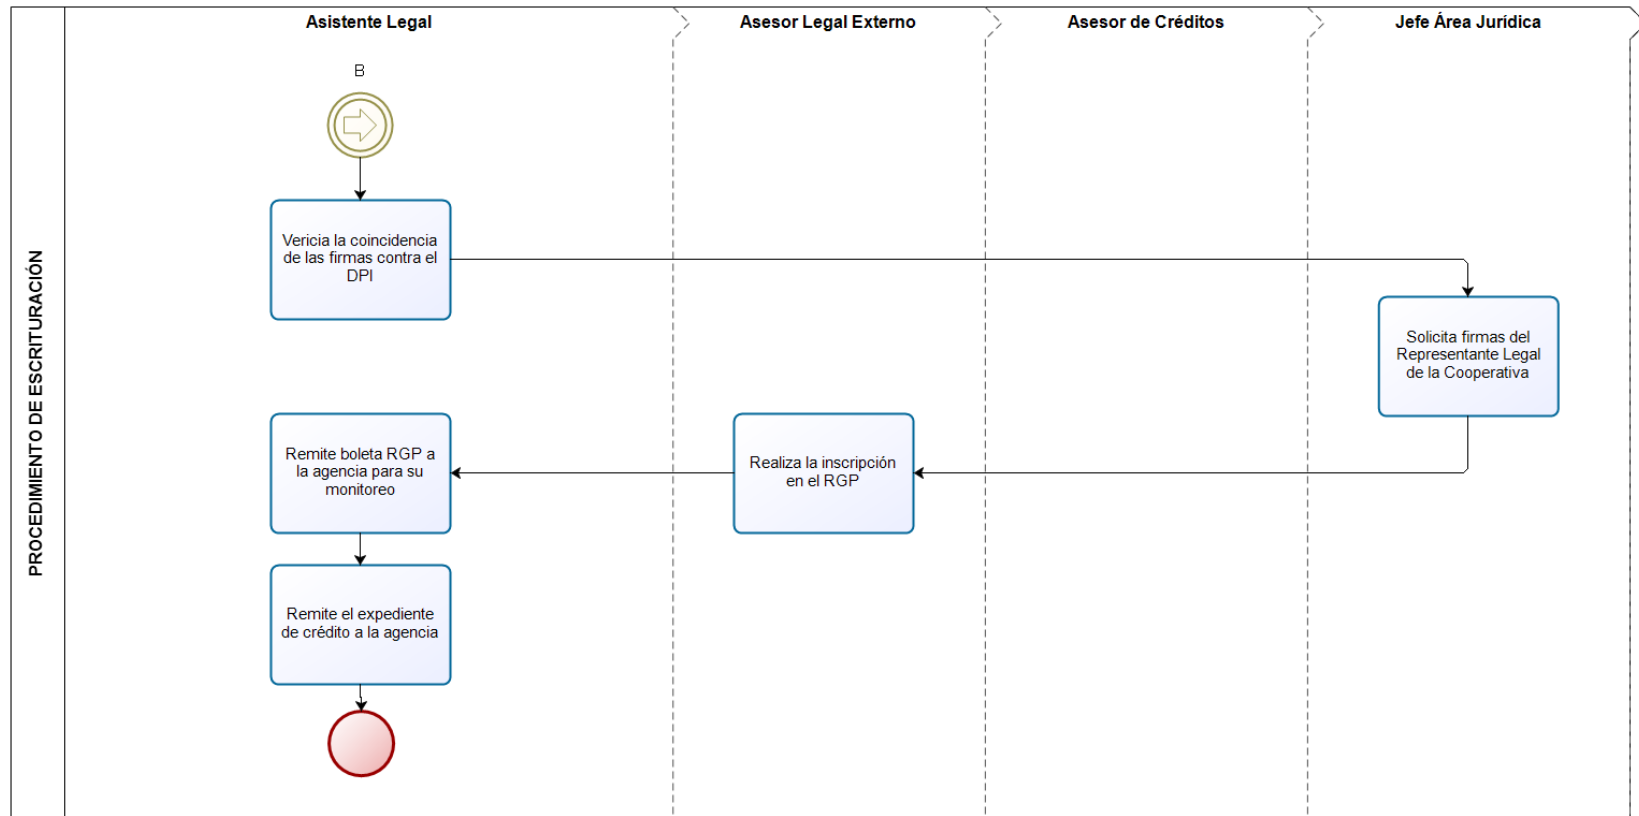 PROCEDIMIENTO DE ESCRITURACIÓN
Asistente Legal
Asesor Legal Externo
Asesor de Créditos
Jefe Área Jurídica
B
Vericia la coincidencia
de las firmas contra el
DPI
Solicita firmas del
Representante Legal
de la Cooperativa
Realiza la inscripción
en el RGP
Remite boleta RGP a
la agencia para su
monitoreo
Remite el expediente
de crédito a la agencia